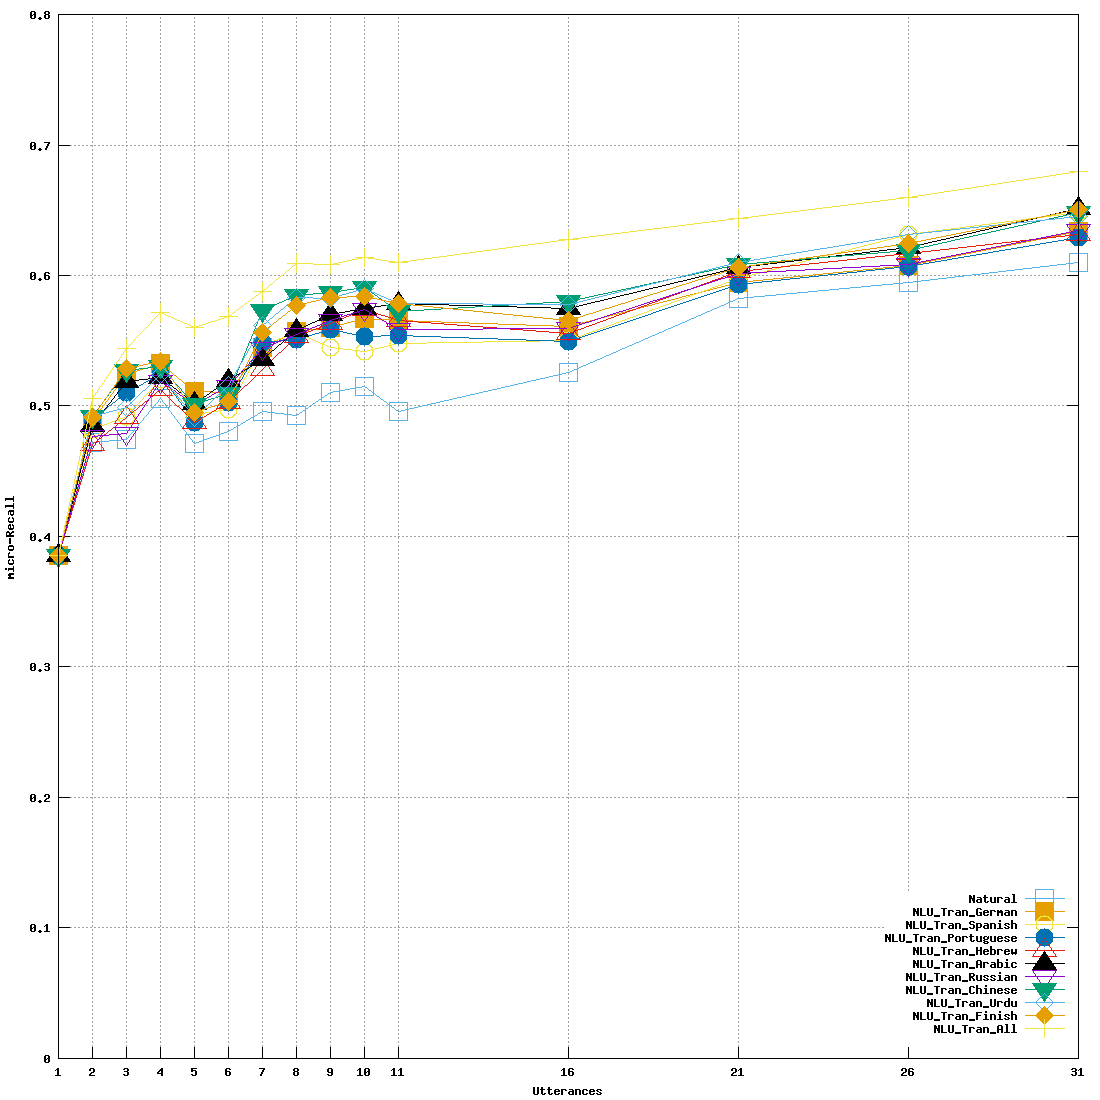 0.8
0.7
0.6
0.5
0.4
0.3
0.2
0.1
0
micro-Recall
1 2 3 4 5 6 7 8 9 10 11 16 21 26 31
Utterances
Natural
NLU_Tran_German
NLU_Tran_Spanish
NLU_Tran_Portuguese
NLU_Tran_Hebrew
NLU_Tran_Arabic
NLU_Tran_Russian
NLU_Tran_Chinese
NLU_Tran_Urdu
NLU_Tran_Finish
NLU_Tran_All